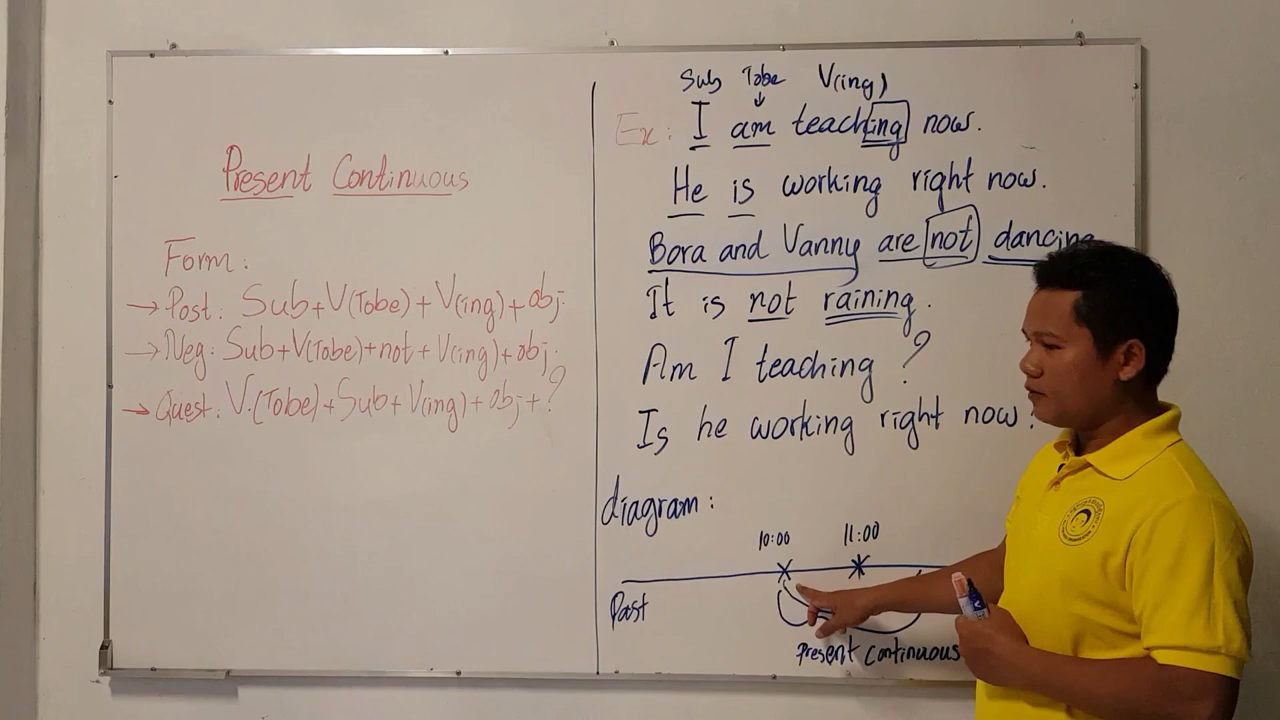 Present Continuous
Form:
→ Post: Sub+V(Tobe)+V(ing)+obj.
→ Neg: Sub+V(Tobe)+not+V(ing)+obj.
→ Quest: V.(Tobe)+Sub+V(ing)+obj+?
Sub Tobe V(ing)
Ex: I am teaching now.
He is working right now.
Bora and Vanny are not dancing
It is not raining.
Am I teaching?
Is he working right now?
diagram:
10:00 11:00
Past
Present Continuous